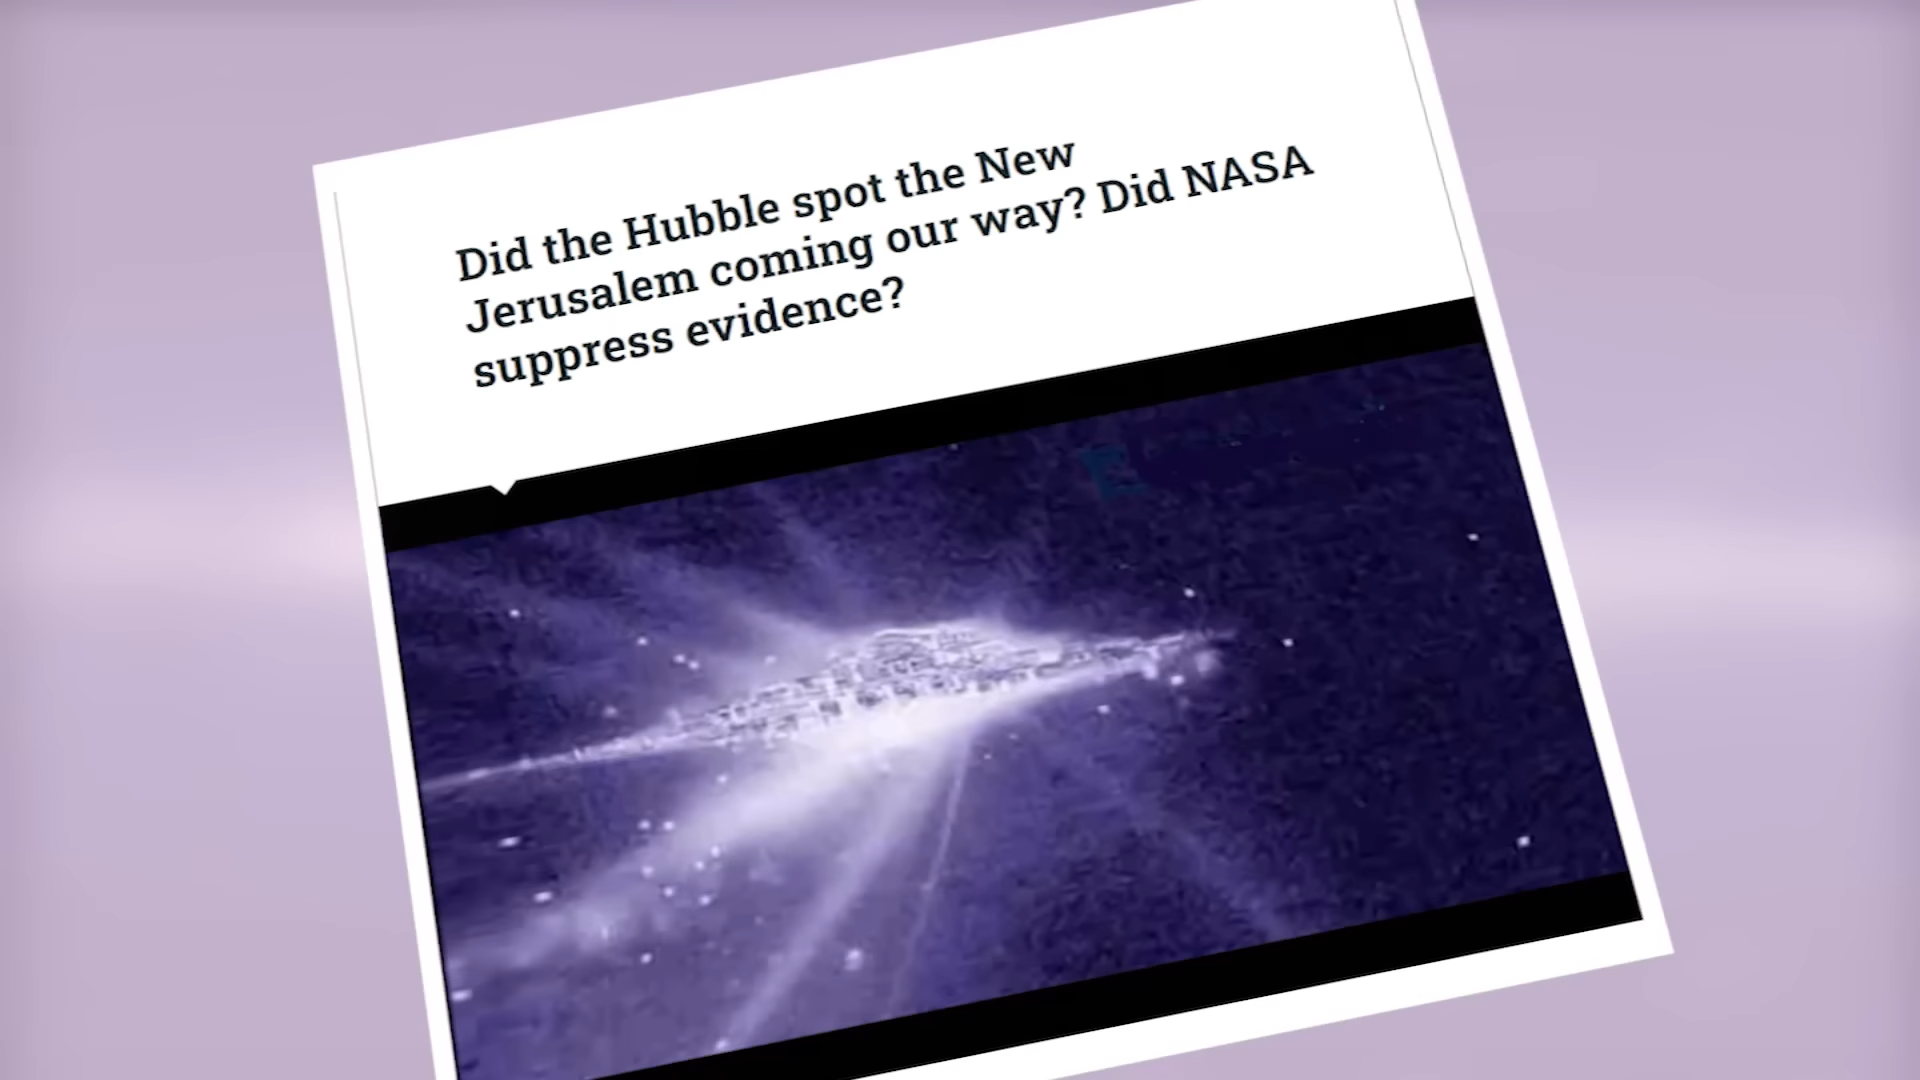 Did the Hubble spot the New
Jerusalem coming our way? Did NASA
suppress evidence?